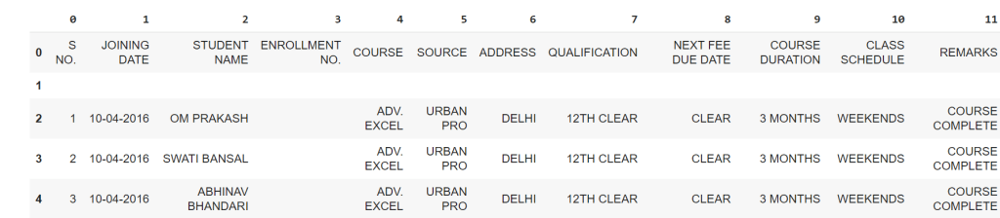 0 1 2 3 4 5 6 7 8 9 10 11
0 S NO. JOINING DATE STUDENT NAME ENROLLMENT NO. COURSE SOURCE ADDRESS QUALIFICATION NEXT FEE DUE DATE COURSE DURATION CLASS SCHEDULE REMARKS
1
2 1 10-04-2016 OM PRAKASH ADV. EXCEL URBAN PRO DELHI 12TH CLEAR CLEAR 3 MONTHS WEEKENDS COURSE COMPLETE
3 2 10-04-2016 SWATI BANSAL ADV. EXCEL URBAN PRO DELHI 12TH CLEAR CLEAR 3 MONTHS WEEKENDS COURSE COMPLETE
4 3 10-04-2016 ABHINAV BHANDARI ADV. EXCEL URBAN PRO DELHI 12TH CLEAR CLEAR 3 MONTHS WEEKENDS COURSE COMPLETE